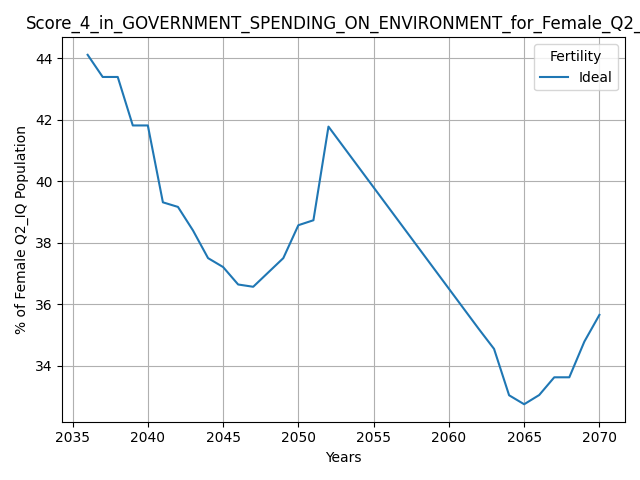 Score_4_in_GOVERNMENT_SPENDING_ON_ENVIRONMENT_for_Female_Q2_
Fertility
Ideal
44
42
40
38
36
34
% of Female Q2_IQ Population
2035 2040 2045 2050 2055 2060 2065 2070
Years